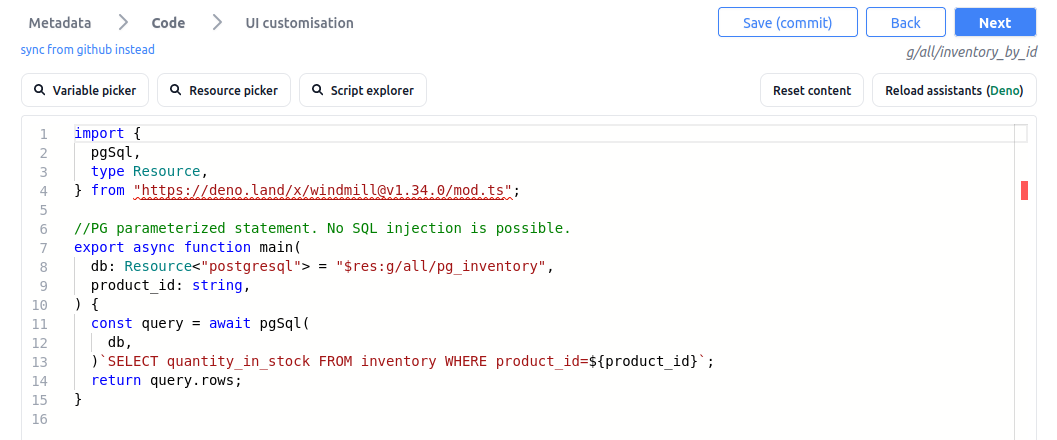 Metadata > Code > UI customisation Save (commit) Back Next
sync from github instead g/all/inventory_by_id
Variable picker Resource picker Script explorer Reset content Reload assistants (Deno)
1 import {
2 pgSql,
3 type Resource,
4 } from "https://deno.land/x/windmill@v1.34.0/mod.ts";
5
6 //PG parameterized statement. No SQL injection is possible.
7 export async function main(
8 db: Resource<"postgresql"> = "$res:g/all/pg_inventory",
9 product_id: string,
10 ) {
11 const query = await pgSql(
12 db,
13 )`SELECT quantity_in_stock FROM inventory WHERE product_id=${product_id}`;
14 return query.rows;
15 }
16